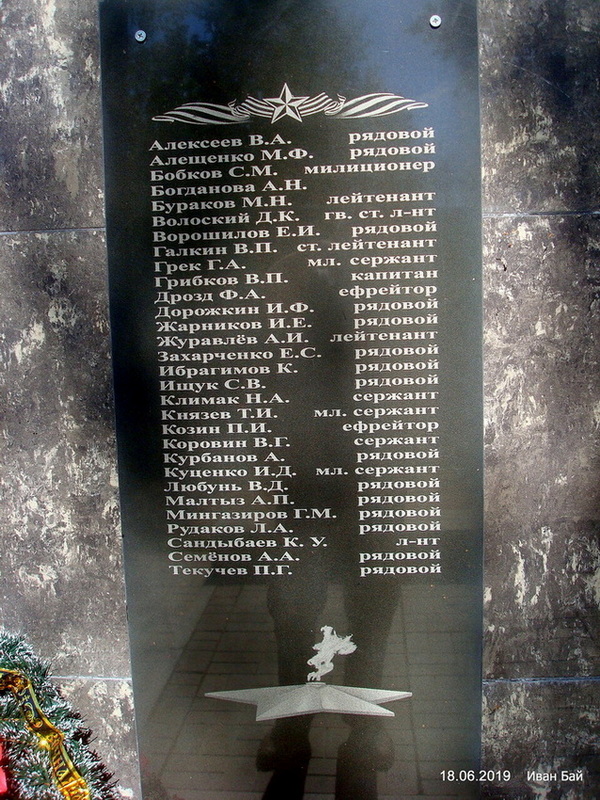 Алексеев В.А. рядовой
Алещенко М.Ф. рядовой
Бобков С.М. милиционер
Богданова А.Н.
Бураков М.Н. лейтенант
Волоский Д.К. гв. ст. л-нт
Ворошилов Е.И. рядовой
Галкин В.П. ст. лейтенант
Грек Г.А. мл. сержант
Грибков В.П. капитан
Дрозд Ф.А. ефрейтор
Дорожкин И.Ф. рядовой
Жарников И.Е. рядовой
Журавлёв А.И. лейтенант
Захарченко Е.С. рядовой
Ибрагимов К. рядовой
Ищук С.В. рядовой
Климак Н.А. сержант
Князев Т.И. мл. сержант
Козин П.И. ефрейтор
Коровин В.Г. сержант
Курбанов А. рядовой
Куценко И.Д. мл. сержант
Любунь В.Д. рядовой
Малтыз А.П. рядовой
Мингазиров Г.М. рядовой
Рудаков Л.А. рядовой
Сандыбаев К. У. л-нт
Семёнов А.А. рядовой
Текучев П.Г. рядовой
18.06.2019 Иван Бай